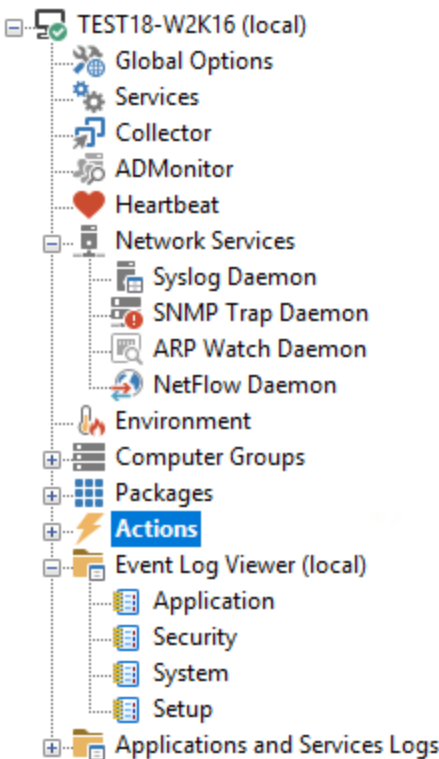 TEST18-W2K16 (local)
Global Options
Services
Collector
ADMonitor
Heartbeat
Network Services
Syslog Daemon
SNMP Trap Daemon
ARP Watch Daemon
NetFlow Daemon
Environment
Computer Groups
Packages
Actions
Event Log Viewer (local)
Application
Security
System
Setup
Applications and Services Logs